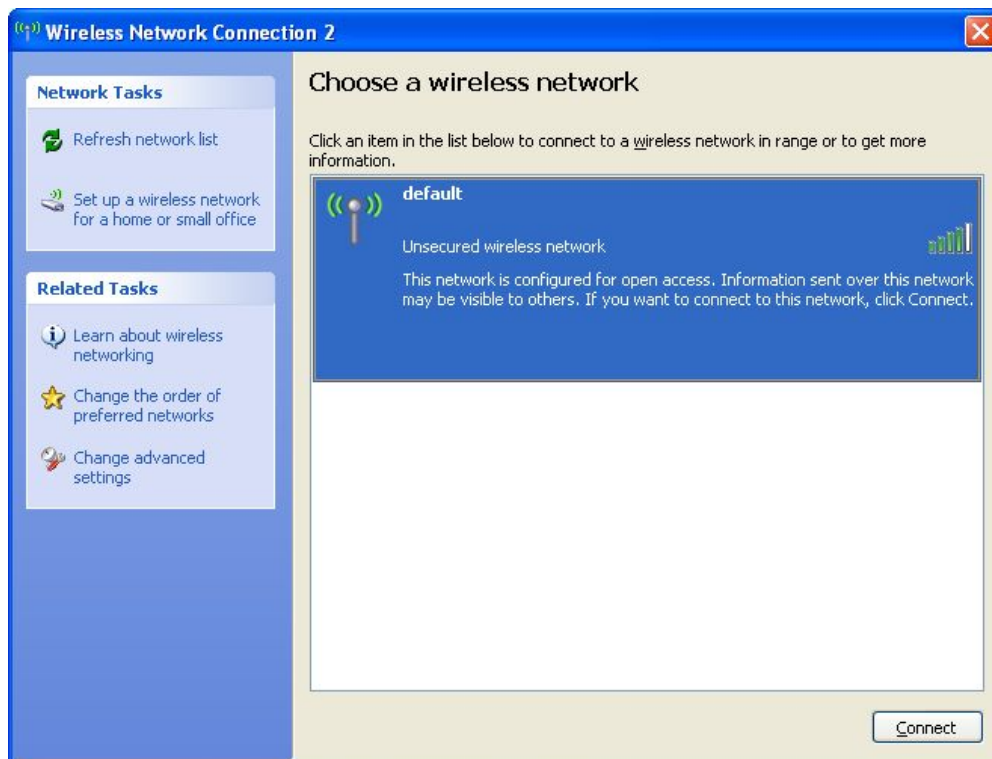 Wireless Network Connection 2
Network Tasks
Refresh network list
Set up a wireless network
for a home or small office
Related Tasks
Learn about wireless
networking
Change the order of
preferred networks
Change advanced
settings
Choose a wireless network
Click an item in the list below to connect to a wireless network in range or to get more
information.
default
Unsecured wireless network
This network is configured for open access. Information sent over this network
may be visible to others. If you want to connect to this network, click Connect.
Connect